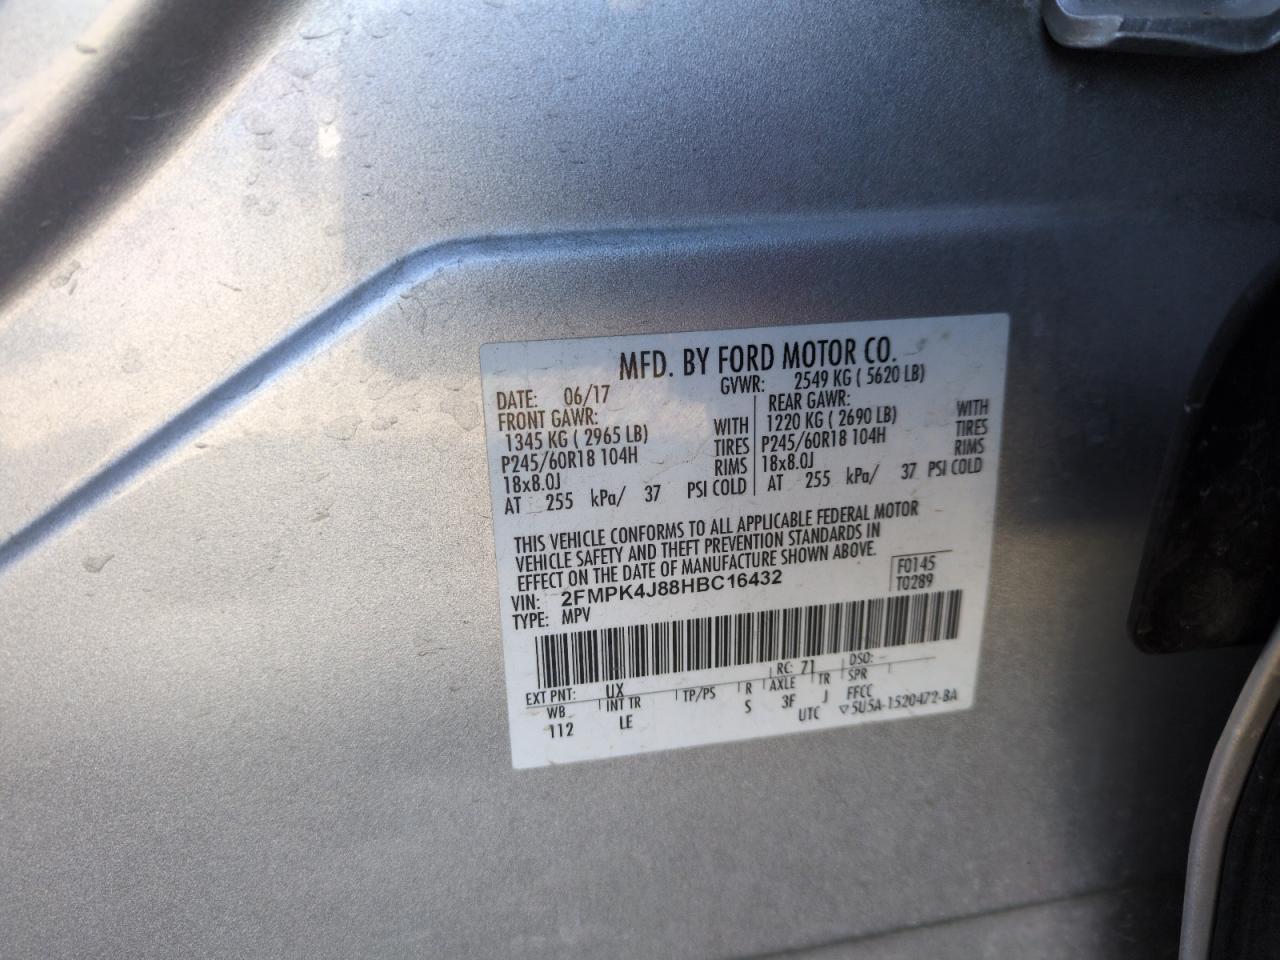 MFD. BY FORD MOTOR CO.
DATE: 06/17 GVWR: 2549 KG ( 5620 LB)
FRONT GAWR: REAR GAWR:
1345 KG ( 2965 LB) WITH 1220 KG ( 2690 LB) WITH
P245/60R18 104H TIRES P245/60R18 104H TIRES
18x8.0J RIMS 18x8.0J RIMS
AT 255 kPa/ 37 PSI COLD AT 255 kPa/ 37 PSI COLD
THIS VEHICLE CONFORMS TO ALL APPLICABLE FEDERAL MOTOR
VEHICLE SAFETY AND THEFT PREVENTION STANDARDS IN
EFFECT ON THE DATE OF MANUFACTURE SHOWN ABOVE.
VIN: 2FMPK4J88HBC16432 F0145
TYPE: MPV T0289
EXT PNT: UX RC: 71 DSO:
WB INT TR TP/PS R AXLE TR SPR
112 LE S 3F J FFCC
UTC ▽5U5A-1520472-BA